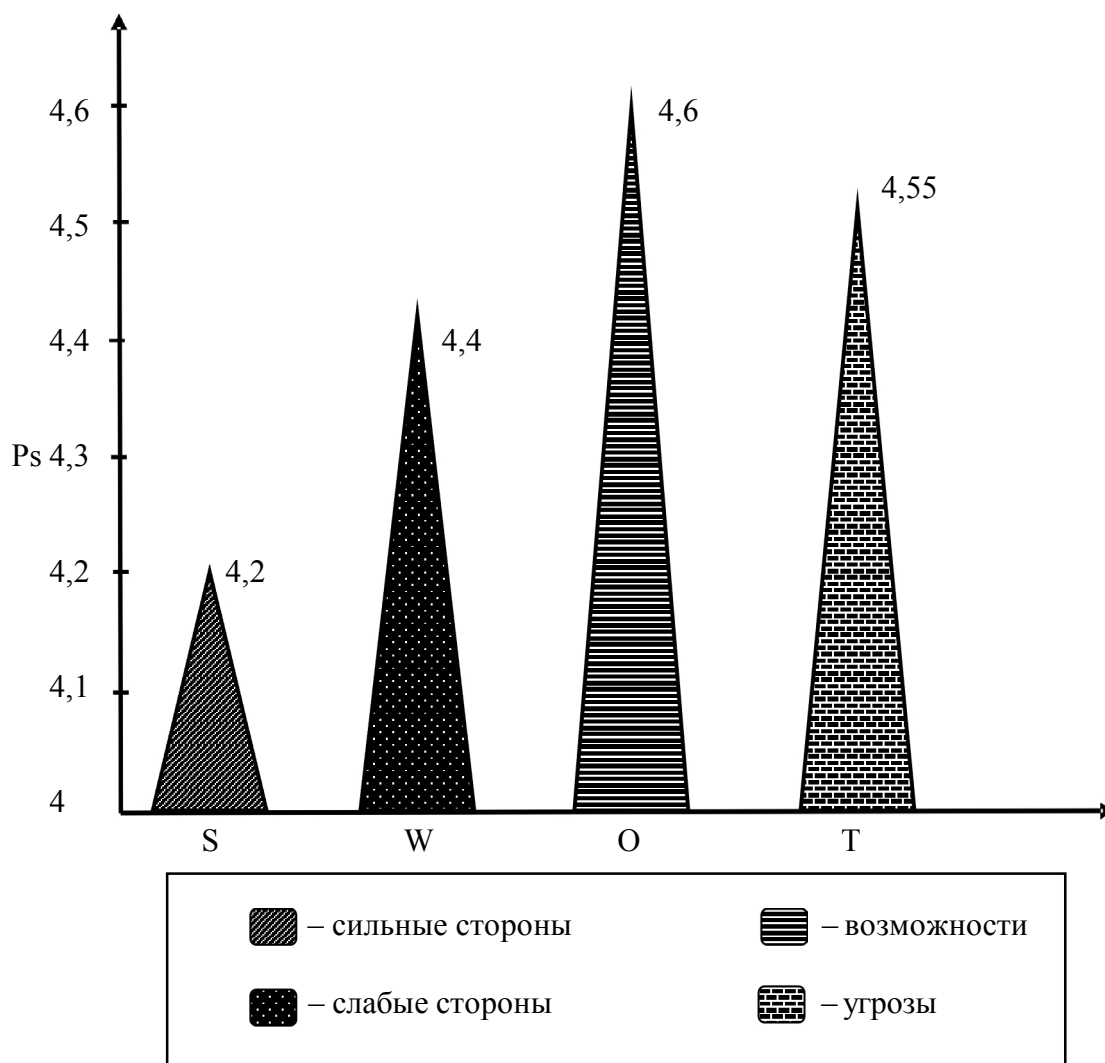 4,6
4,6
4,55
4,5
4,4
4,4
Ps 4,3
4,2
4,2
4,1
4
S W O T
– сильные стороны – возможности
– слабые стороны – угрозы